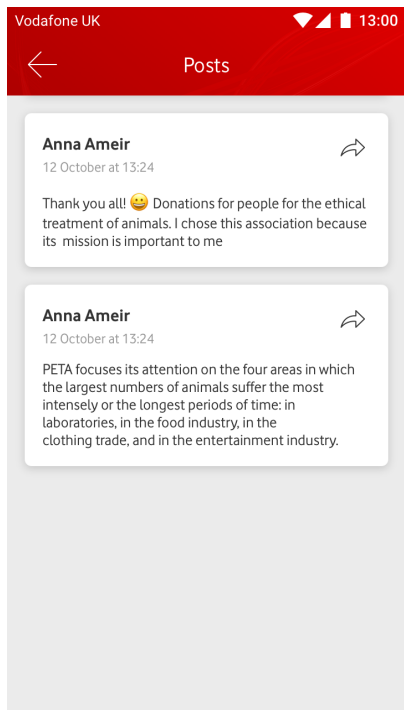 Vodafone UK 13:00
Posts
Anna Ameir
12 October at 13:24
Thank you all! 😀 Donations for people for the ethical
treatment of animals. I chose this association because
its  mission is important to me
Anna Ameir
12 October at 13:24
PETA focuses its attention on the four areas in which
the largest numbers of animals suffer the most
intensely or the longest periods of time: in
laboratories, in the food industry, in the
clothing trade, and in the entertainment industry.